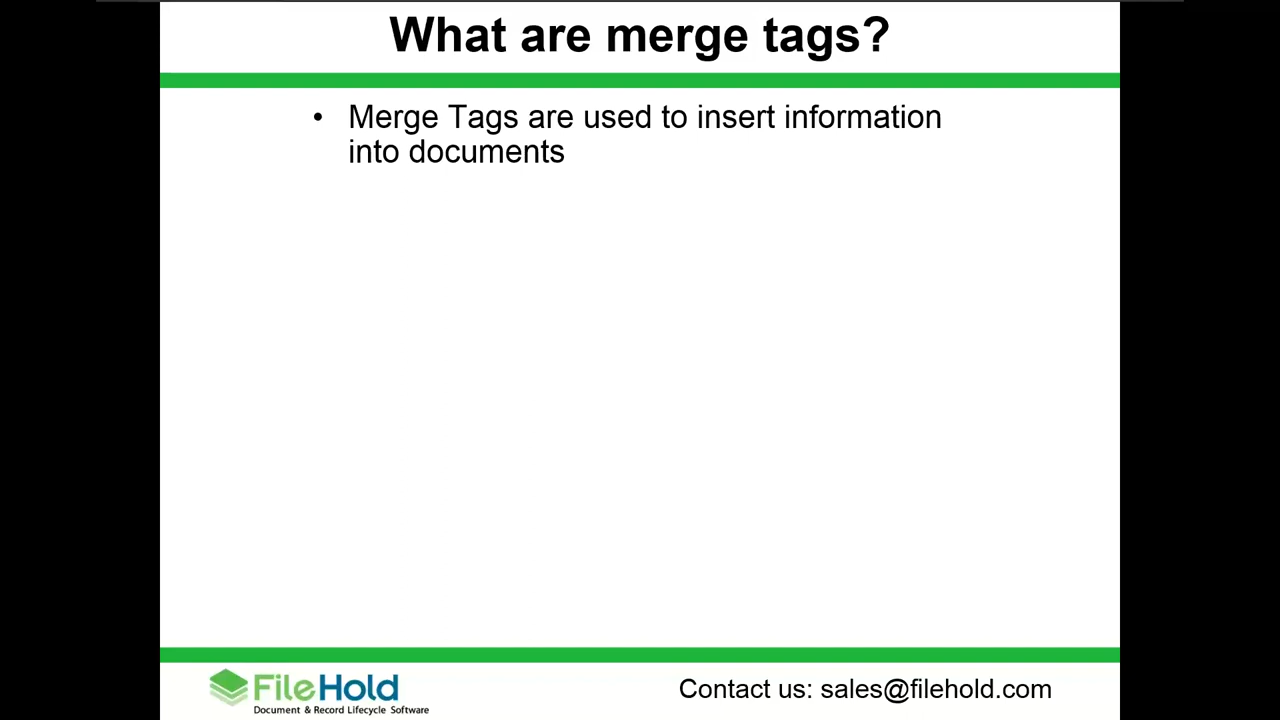 What are merge tags?
• Merge Tags are used to insert information
into documents
FileHold
Document & Record Lifecycle Software
Contact us: sales@filehold.com